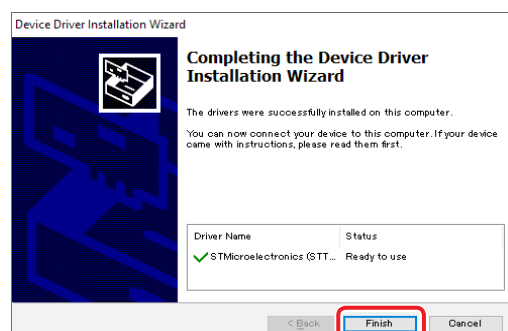 Device Driver Installation Wizard
Completing the Device Driver
Installation Wizard
The drivers were successfully installed on this computer.
You can now connect your device to this computer. If your device
came with instructions, please read them first.
Driver Name Status
STMicroelectronics (STT... Ready to use
< Back Finish Cancel